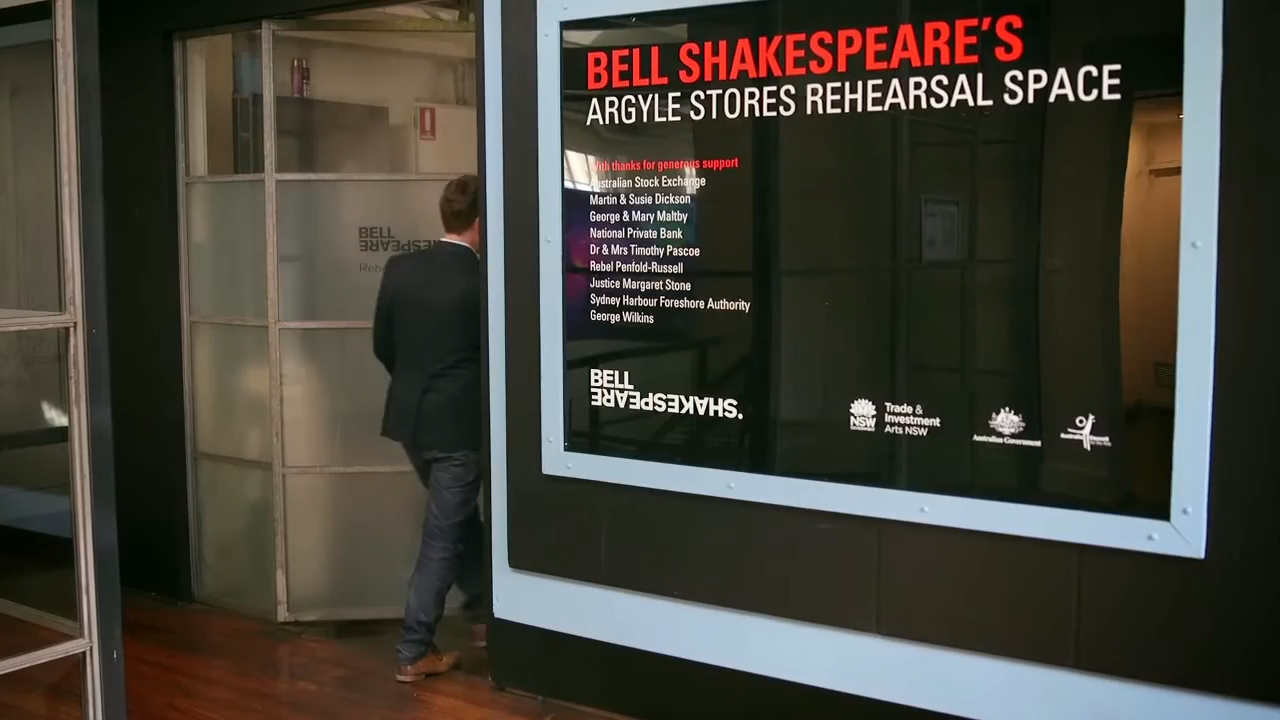 BELL SHAKESPEARE'S
ARGYLE STORES REHEARSAL SPACE
With thanks for generous support
Australian Stock Exchange
Martin & Susie Dickson
George & Mary Maltby
National Private Bank
Dr & Mrs Timothy Pascoe
Rebel Penfold-Russell
Justice Margaret Stone
Sydney Harbour Foreshore Authority
George Wilkins
BELL
SHAKESPEARE.
NSW
Trade &
Investment
Arts NSW
Australian Government
BELL